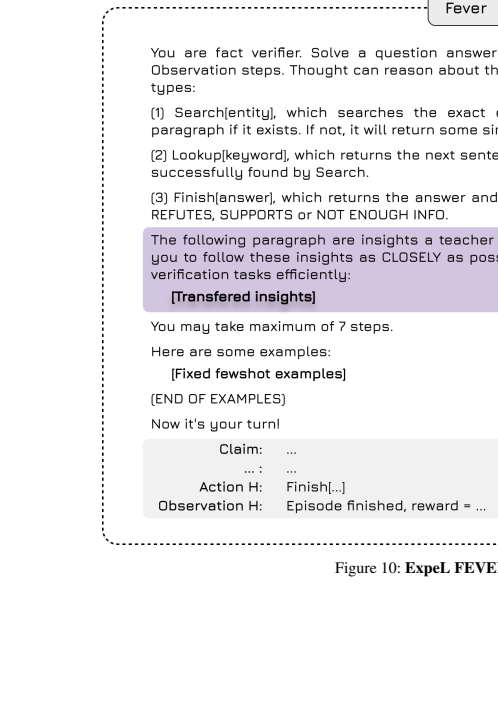 Fever
You are fact verifier. Solve a question answer
Observation steps. Thought can reason about th
types:
(1) Search[entity], which searches the exact e
paragraph if it exists. If not, it will return some si
(2) Lookup[keyword], which returns the next sente
successfully found by Search.
(3) Finish[answer], which returns the answer and
REFUTES, SUPPORTS or NOT ENOUGH INFO.
The following paragraph are insights a teacher
you to follow these insights as CLOSELY as poss
verification tasks efficiently:
[Transfered insights]
You may take maximum of 7 steps.
Here are some examples:
[Fixed fewshot examples]
(END OF EXAMPLES)
Now it's your turn!
Claim: ...
... : ...
Action H: Finish[...]
Observation H: Episode finished, reward = ...
Figure 10: ExpeL FEVE